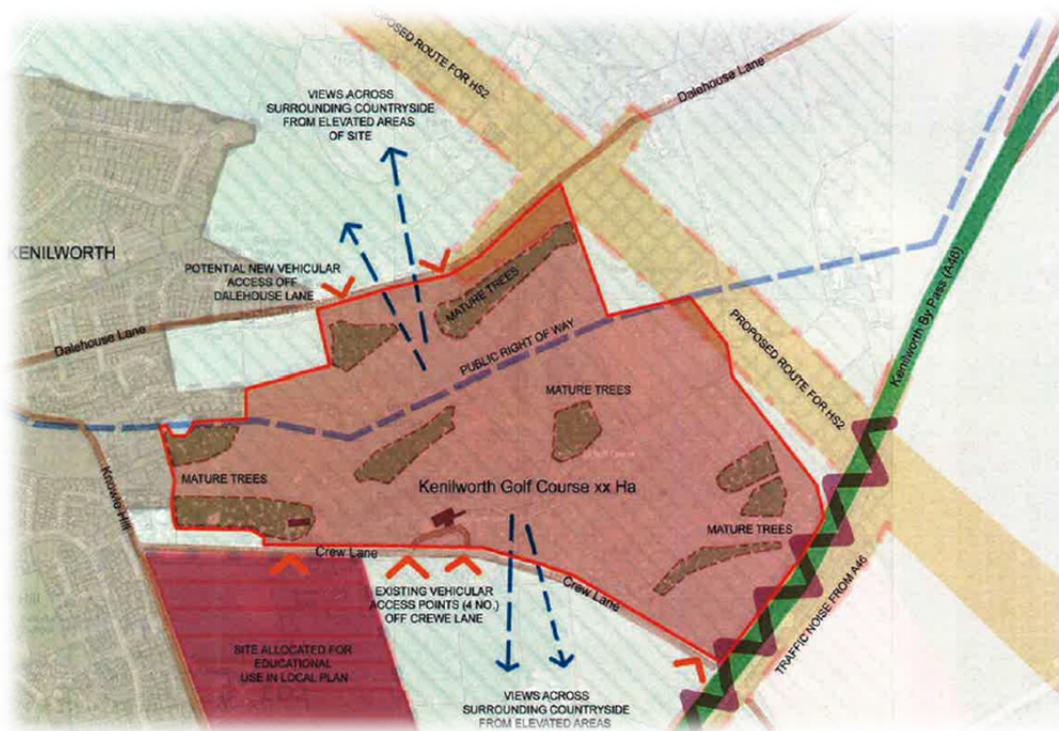 PROPOSED ROUTE FOR HS2
Dalehouse Lane
VIEWS ACROSS
SURROUNDING COUNTRYSIDE
FROM ELEVATED AREAS
OF SITE
KENILWORTH
POTENTIAL NEW VEHICULAR
ACCESS OFF
DALEHOUSE LANE
MATURE TREES
Kenilworth By Pass (A46)
Dalehouse Lane
PUBLIC RIGHT OF WAY
PROPOSED ROUTE FOR HS2
MATURE TREES
MATURE TREES
Kenilworth Golf Course xx Ha
Knowle Hill
MATURE TREES
Crew Lane
Crew Lane
EXISTING VEHICULAR
ACCESS POINTS (4 NO.)
OFF CREWE LANE
TRAFFIC NOISE FROM A46
SITE ALLOCATED FOR
EDUCATIONAL
USE IN LOCAL PLAN
VIEWS ACROSS
SURROUNDING COUNTRYSIDE
FROM ELEVATED AREAS